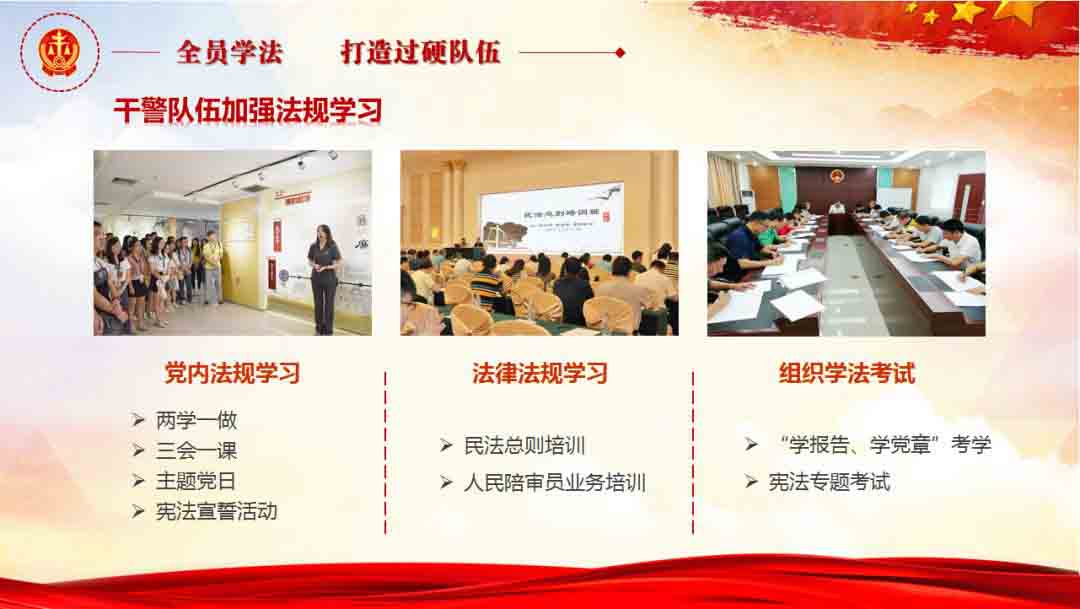 全员学法 打造过硬队伍
干警队伍加强法规学习
民法总则培训班
党内法规学习
两学一做
三会一课
主题党日
宪法宣誓活动
法律法规学习
民法总则培训
人民陪审员业务培训
组织学法考试
“学报告、学党章”考学
宪法专题考试